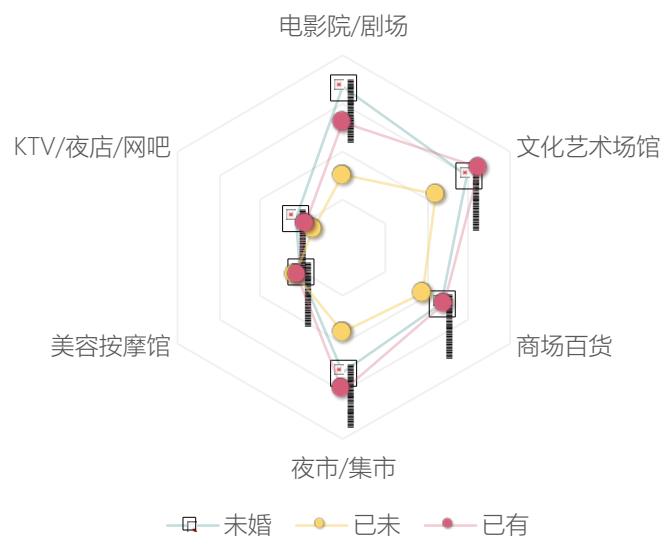 电影院/剧场
KTV/夜店/网吧
文化艺术场馆
美容按摩馆
商场百货
夜市/集市
未婚 已未 已有